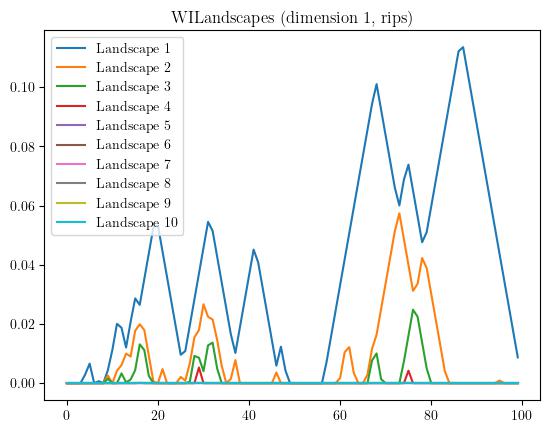 WILandscapes (dimension 1, rips)
Landscape 1
Landscape 2
Landscape 3
Landscape 4
Landscape 5
Landscape 6
Landscape 7
Landscape 8
Landscape 9
Landscape 10
0.10
0.08
0.06
0.04
0.02
0.00
0 20 40 60 80 100